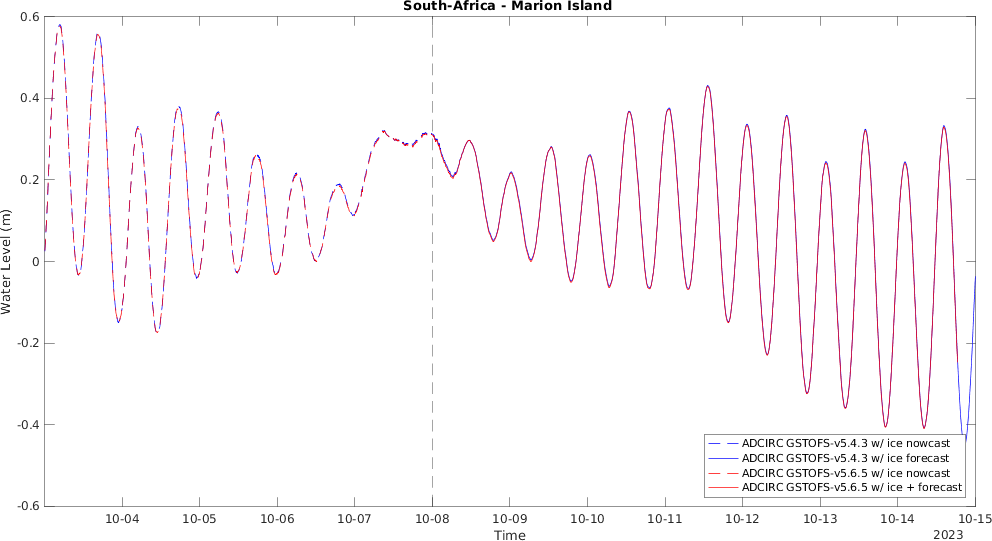 South-Africa - Marion Island
Water Level (m)
0.6
0.4
0.2
0
-0.2
-0.4
-0.6
ADCIRC GSTOFS-v5.4.3 w/ ice nowcast
ADCIRC GSTOFS-v5.4.3 w/ ice forecast
ADCIRC GSTOFS-v5.6.5 w/ ice nowcast
ADCIRC GSTOFS-v5.6.5 w/ ice + forecast
10-04 10-05 10-06 10-07 10-08 10-09 10-10 10-11 10-12 10-13 10-14 10-15
Time
2023